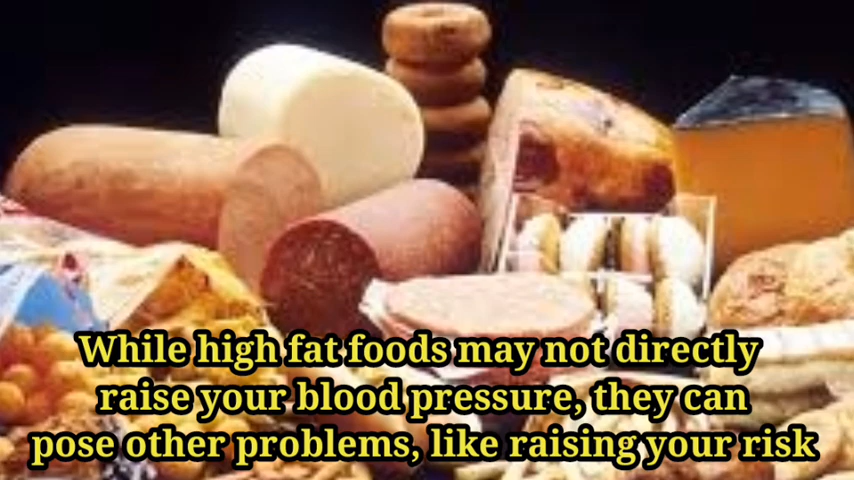 While high fat foods may not directly
raise your blood pressure, they can
pose other problems, like raising your risk